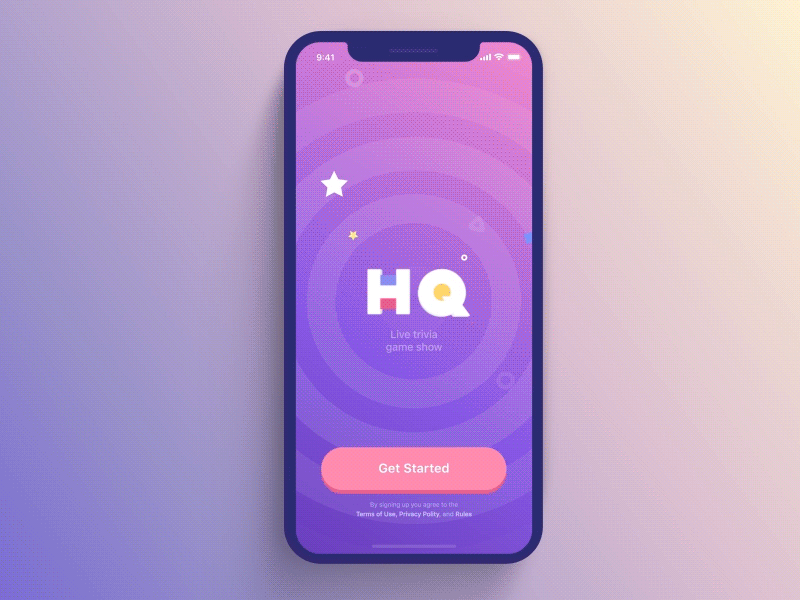 9:41
HQ
Live trivia
game show
Get Started
By signing up you agree to the
Terms of Use, Privacy Polity, and Rules